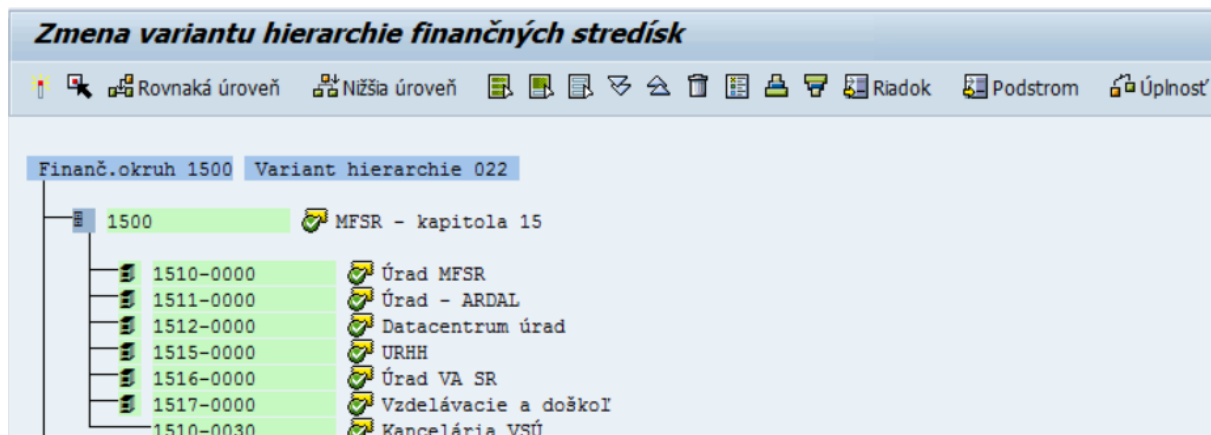 Zmena variantu hierarchie finančných stredísk
Rovnaká úroveň Nižšia úroveň Riadok Podstrom Úplnosť
Finanč.okruh 1500 Variant hierarchie 022
1500 MFSR - kapitola 15
1510-0000 Úrad MFSR
1511-0000 Úrad - ARDAL
1512-0000 Datacentrum úrad
1515-0000 URHH
1516-0000 Úrad VA SR
1517-0000 Vzdelávacie a doškoľ
1510-0030 Kancelária VSÚ